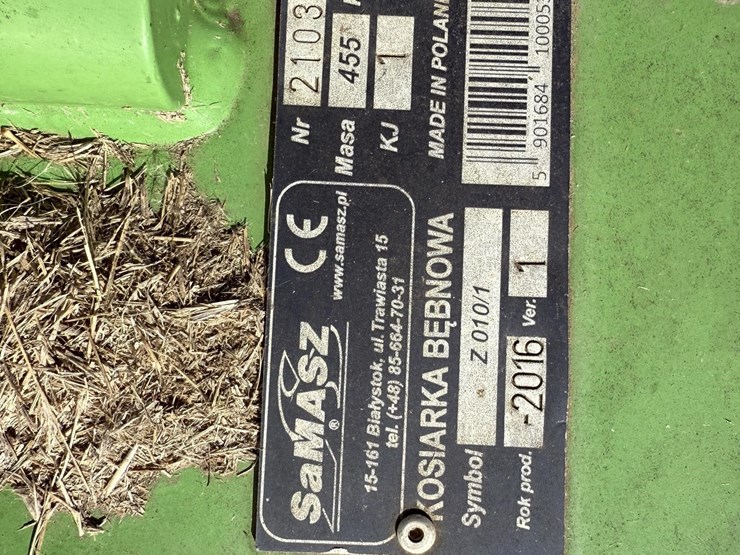 SaMASZ ®
CE
www.samasz.pl
15-161 Białystok, ul. Trawiasta 15
tel. (+48) 85-664-70-31
Nr 2103
Masa 455
KJ 1
KOSIARKA BĘBNOWA
MADE IN POLAND
Symbol Z 010/1
Rok prod. -2016 Ver. 1
5 901684